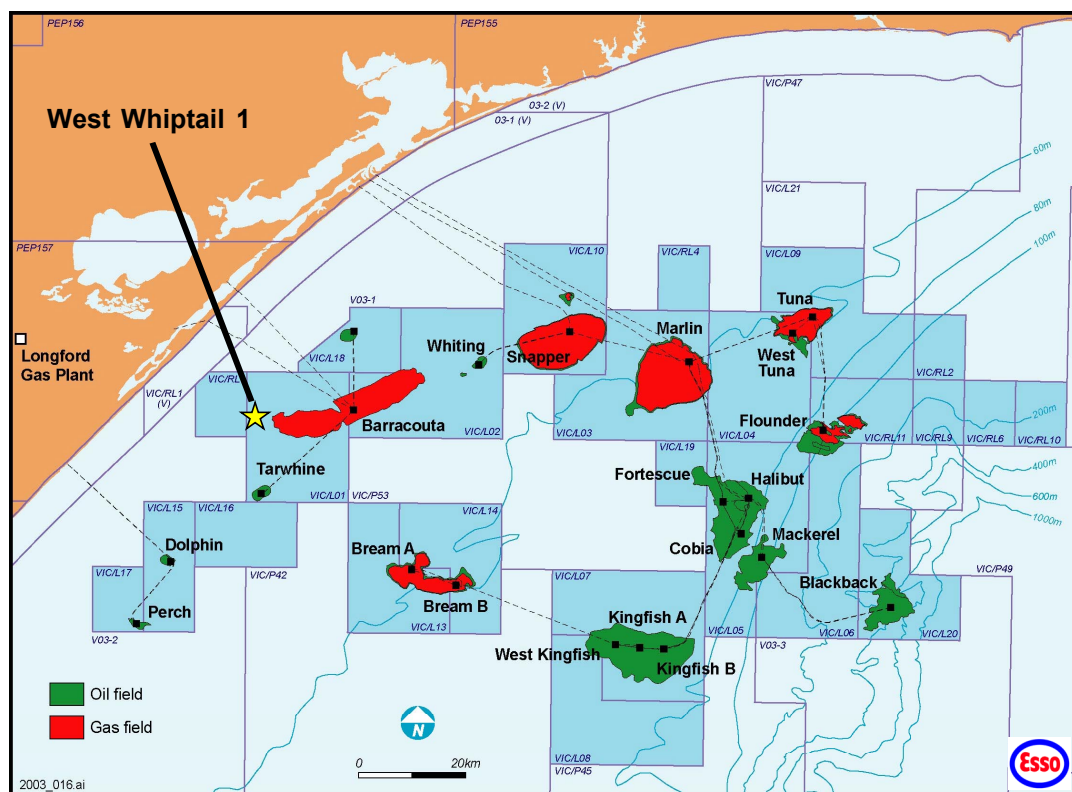 PEP156
PEP155
VIC/P47
03-2 (V)
03-1 (V)
West Whiptail 1
60m
VIC/L21
80m
PEP157
100m
VIC/L10
VIC/RL4
VIC/L09
V03-1
Tuna
Longford
Gas Plant
Marlin
Whiting
Snapper
West
Tuna
VIC/L18
VIC/RL
VIC/RL2
VIC/RL1
(V)
Barracouta
VIC/L02
VIC/L03
VIC/L04
Flounder
VIC/RL11
VIC/RL9
VIC/RL6
VIC/RL10
200m
VIC/L19
400m
Tarwhine
Fortescue
Halibut
600m
VIC/L01
VIC/P53
1000m
VIC/L15
VIC/L16
VIC/L14
Mackerel
Dolphin
Bream A
Cobia
VIC/L17
VIC/P42
VIC/L07
Blackback
VIC/P49
Bream B
Perch
Kingfish A
V03-2
VIC/L13
West Kingfish
VIC/L05
VIC/L06
VIC/L20
V03-3
Kingfish B
Oil field
Gas field
N
VIC/L08
VIC/P45
0
20km
2003_016.ai
Esso